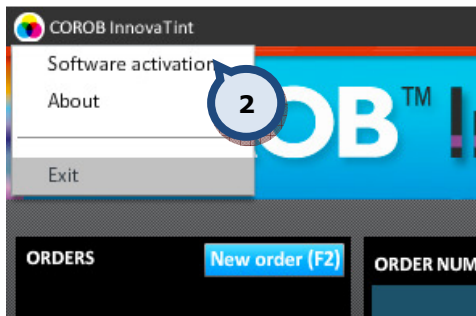 COROB InnovaTint
Software activation
About
2
OB™ I
Exit
ORDERS
New order (F2)
ORDER NUM